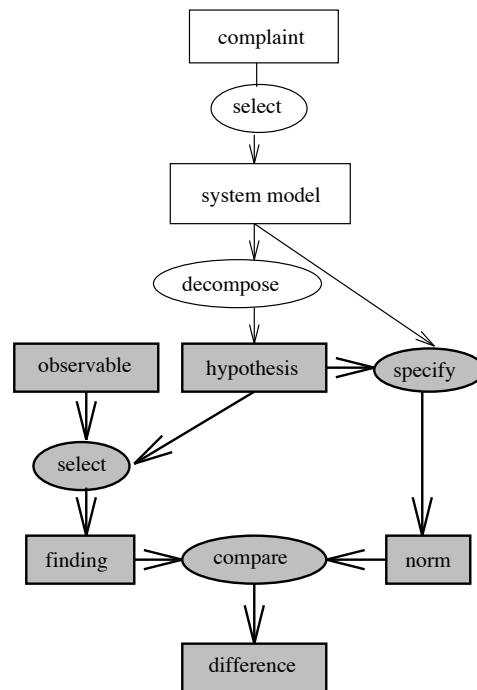 complaint
select
system model
decompose
observable
hypothesis
specify
select
finding
compare
norm
difference